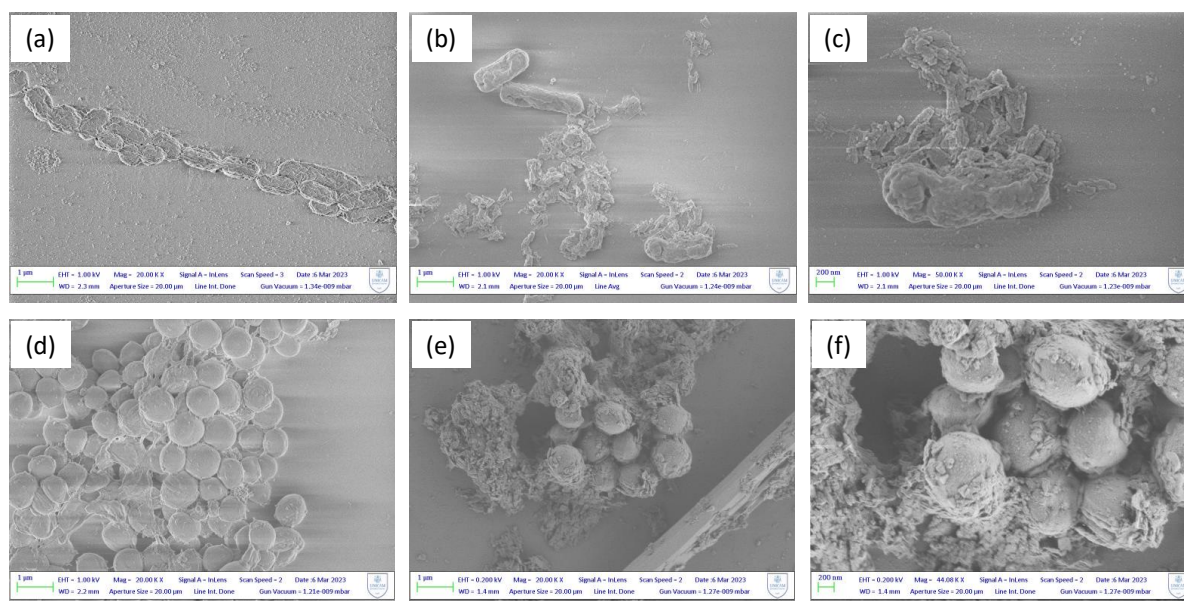 (a)
1 µm
EHT = 1.00 kV Mag = 20.00 K X Signal A = InLens Scan Speed = 3 Date :6 Mar 2023
WD = 2.3 mm Aperture Size = 20.00 µm Line Int. Done Gun Vacuum = 1.34e-009 mbar
(b)
1 µm
EHT = 1.00 kV Mag = 20.00 K X Signal A = InLens Scan Speed = 2 Date :6 Mar 2023
WD = 2.1 mm Aperture Size = 20.00 µm Line Avg Gun Vacuum = 1.24e-009 mbar
(c)
200 nm
EHT = 1.00 kV Mag = 50.00 K X Signal A = InLens Scan Speed = 2 Date :6 Mar 2023
WD = 2.1 mm Aperture Size = 20.00 µm Line Int. Done Gun Vacuum = 1.23e-009 mbar
(d)
1 µm
EHT = 1.00 kV Mag = 20.00 K X Signal A = InLens Scan Speed = 2 Date :6 Mar 2023
WD = 2.2 mm Aperture Size = 20.00 µm Line Int. Done Gun Vacuum = 1.21e-009 mbar
(e)
1 µm
EHT = 0.200 kV Mag = 20.00 K X Signal A = InLens Scan Speed = 2 Date :6 Mar 2023
WD = 1.4 mm Aperture Size = 20.00 µm Line Int. Done Gun Vacuum = 1.27e-009 mbar
(f)
200 nm
EHT = 0.200 kV Mag = 44.08 K X Signal A = InLens Scan Speed = 2 Date :6 Mar 2023
WD = 1.4 mm Aperture Size = 20.00 µm Line Int. Done Gun Vacuum = 1.27e-009 mbar